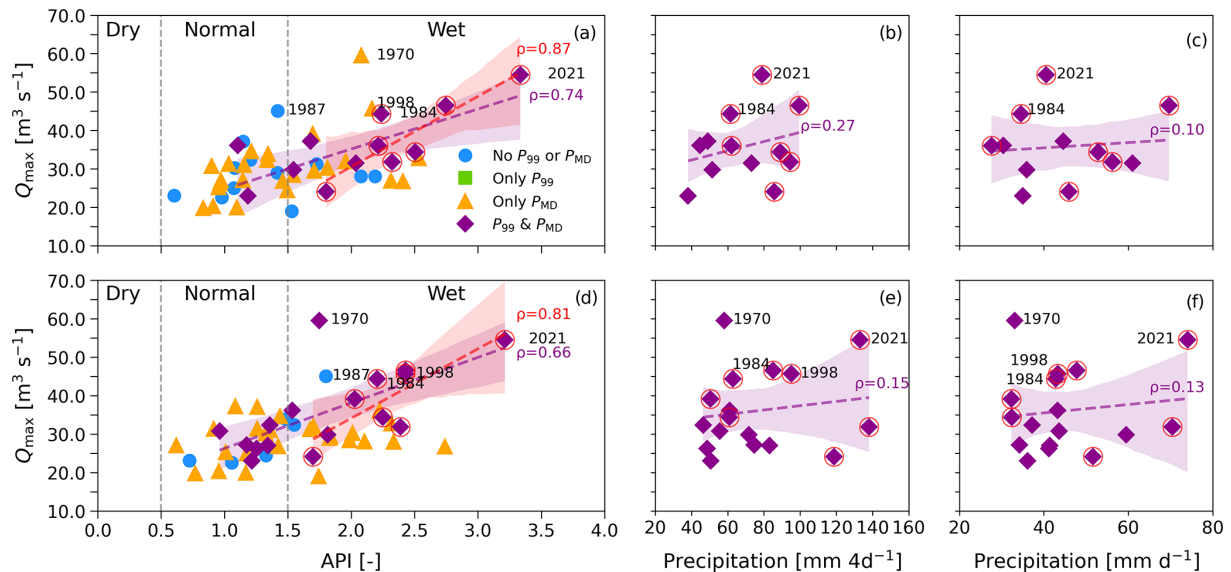 Dry Normal Wet (a)
(b)
(c)
70.0
60.0
50.0
40.0
30.0
20.0
10.0
Qmax [m³ s⁻¹]
1970
ρ=0.87
2021
1987
1998
1984
ρ=0.74
No P99 or PMD
Only P99
Only PMD
P99 & PMD
2021
1984
ρ=0.27
2021
1984
ρ=0.10
Dry Normal Wet (d)
(e)
(f)
70.0
60.0
50.0
40.0
30.0
20.0
10.0
Qmax [m³ s⁻¹]
1970
ρ=0.81
2021
ρ=0.66
1987
1998
1984
1970
2021
1984
1998
ρ=0.15
1970
2021
1998
1984
ρ=0.13
0.0 0.5 1.0 1.5 2.0 2.5 3.0 3.5 4.0
API [-]
20 40 60 80 100 120 140 160
Precipitation [mm 4d⁻¹]
20 40 60 80
Precipitation [mm d⁻¹]